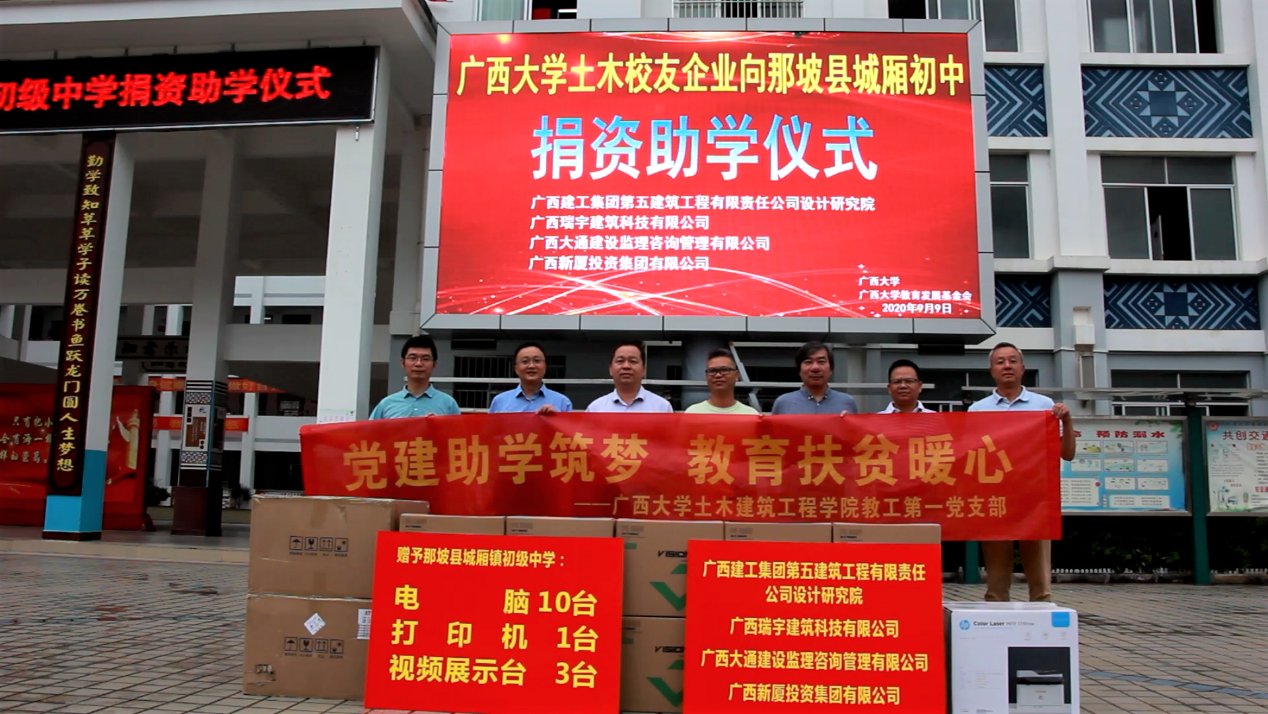 初级中学捐资助学仪式
勤学致知莘莘学子读万卷书鱼跃龙门圆人生梦想
广西大学土木校友企业向那坡县城厢初中
捐资助学仪式
广西建工集团第五建筑工程有限责任公司设计研究院
广西瑞宇建筑科技有限公司
广西大通建设监理咨询管理有限公司
广西新厦投资集团有限公司
广西大学
广西大学教育发展基金会
2020年9月9日
党建助学筑梦 教育扶贫暖心
——广西大学土木建筑工程学院教工第一党支部
预防溺水
共创交通
赠予那坡县城厢镇初级中学：
电脑10台
打印机 1台
视频展示台 3台
广西建工集团第五建筑工程有限责任
公司设计研究院
广西瑞宇建筑科技有限公司
广西大通建设监理咨询管理有限公司
广西新厦投资集团有限公司
hp Color Laser